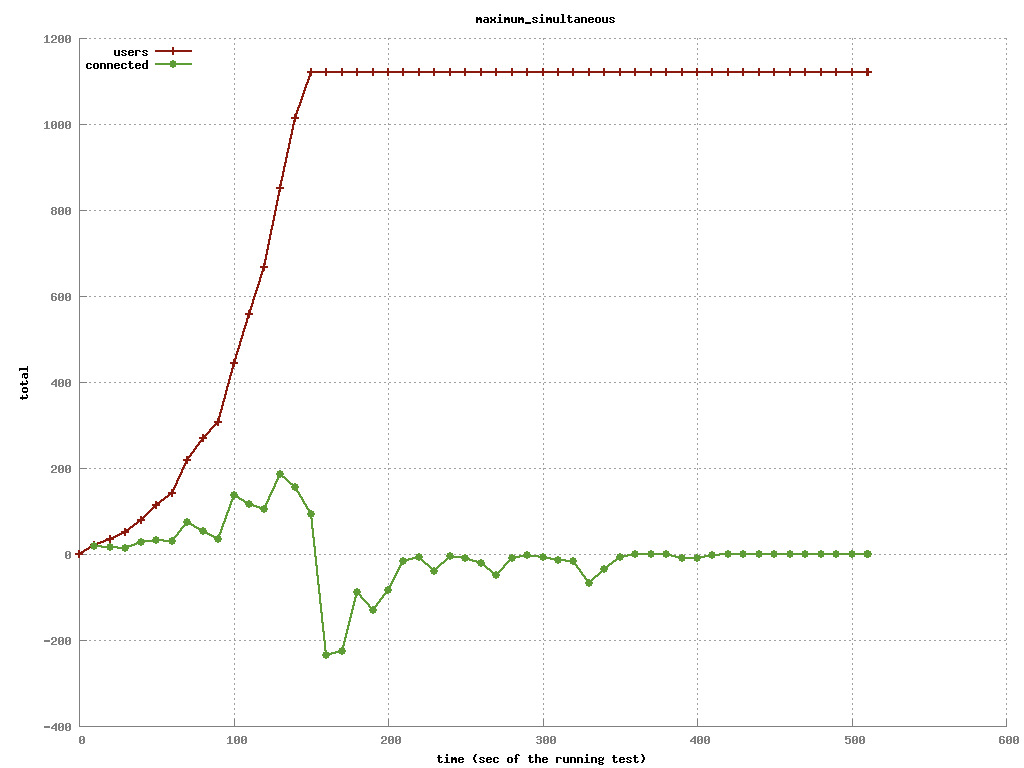 maximum_simultaneous
1200
users
connected
1000
800
600
400
total
200
0
-200
-400
0 100 200 300 400 500 600
time (sec of the running test)